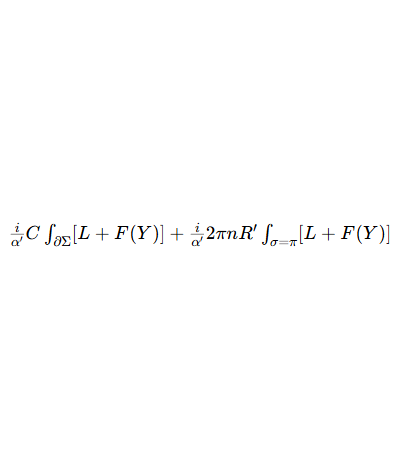 $\frac{i}{\alpha'} C \int_{\partial \Sigma} [L + F(Y)] + \frac{i}{\alpha'} 2\pi n R' \int_{\sigma=\pi} [L + F(Y)]$